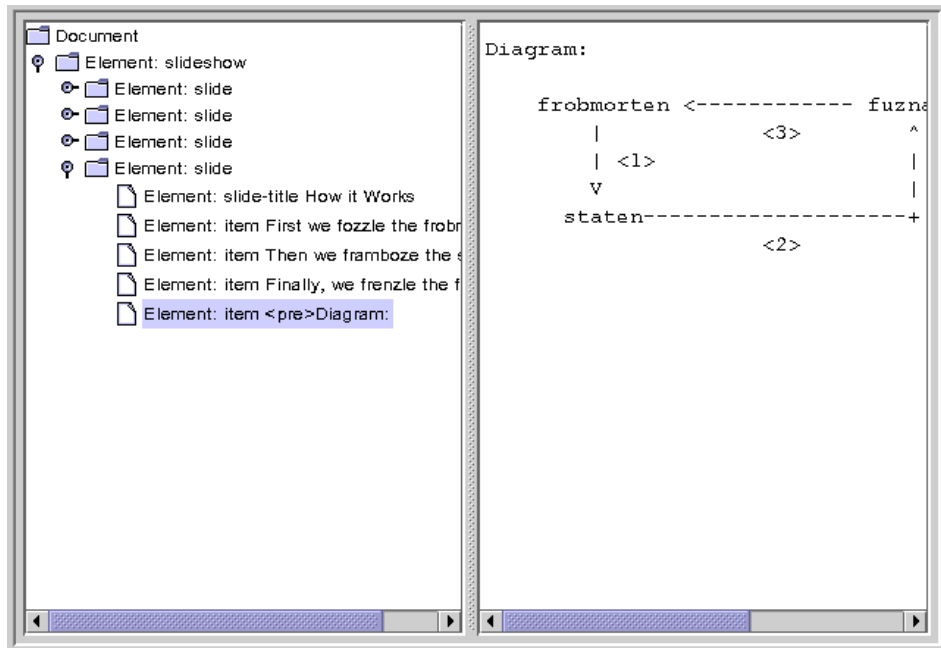 Document
Element: slideshow
Element: slide
Element: slide
Element: slide
Element: slide
Element: slide-title How it Works
Element: item First we fozzle the frobr
Element: item Then we framboze the s
Element: item Finally, we frenzle the f
Element: item <pre>Diagram:
Diagram:
frobmorten <------------ fuzna
| <3> ^
| <1> |
V |
staten--------------------+
<2>